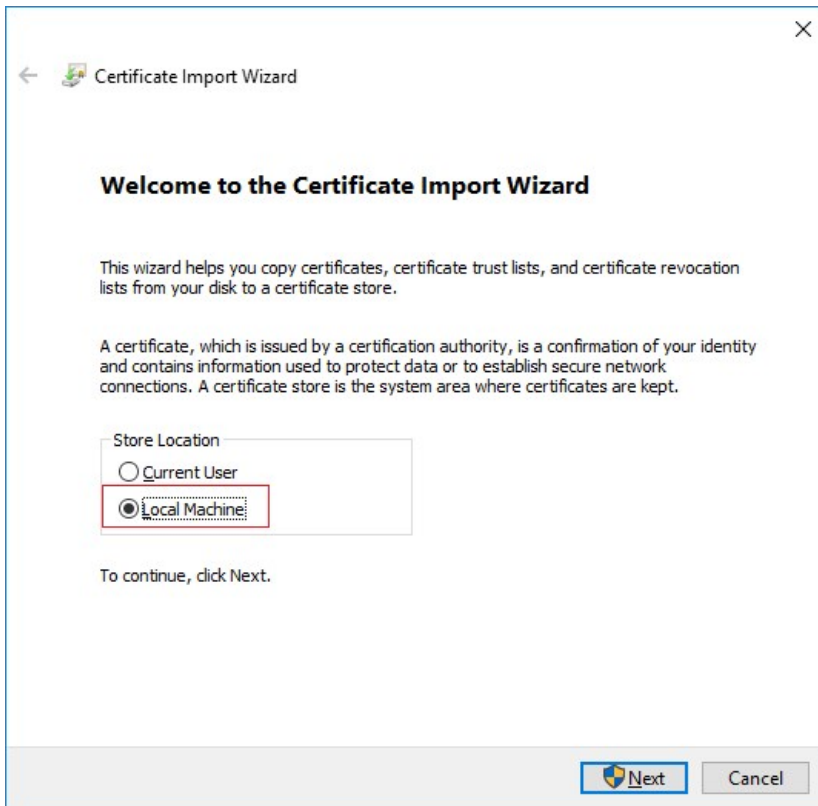 Certificate Import Wizard
Welcome to the Certificate Import Wizard
This wizard helps you copy certificates, certificate trust lists, and certificate revocation
lists from your disk to a certificate store.
A certificate, which is issued by a certification authority, is a confirmation of your identity
and contains information used to protect data or to establish secure network
connections. A certificate store is the system area where certificates are kept.
Store Location
Current User
Local Machine
To continue, click Next.
Next
Cancel